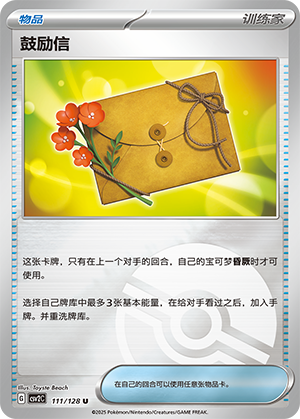 物品
训练家
鼓励信
这张卡牌，只有在上一个对手的回合，自己的宝可梦昏厥时才可
使用。
选择自己牌库中最多3张基本能量，在给对手看过之后，加入手
牌。并重洗牌库。
Illus. Toyste Beach
G CSV2C 111/128 U
在自己的回合可以使用任意张物品卡。
©2025 Pokémon/Nintendo/Creatures/GAME FREAK.